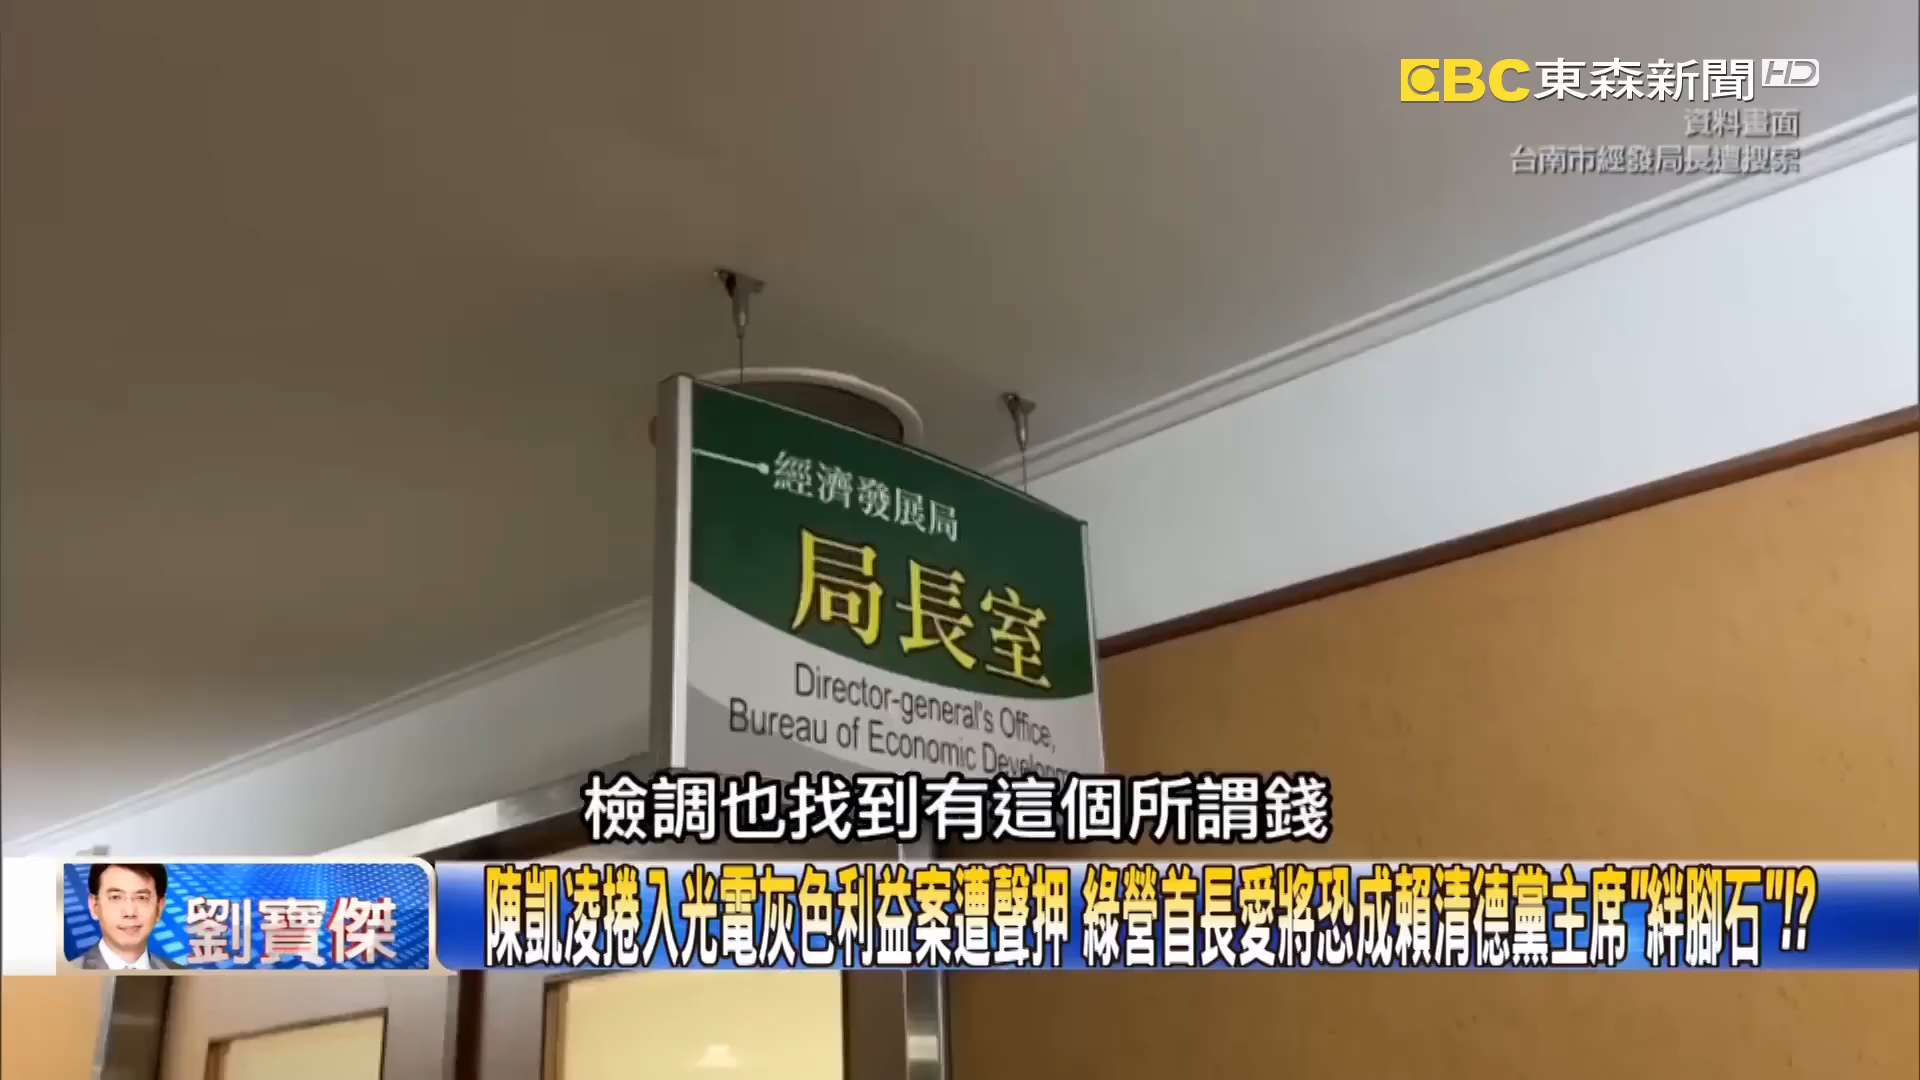 EBC東森新聞HD
資料畫面
台南市經發局長遭搜索
經濟發展局
局長室
Director-general's Office,
Bureau of Economic Developm
檢調也找到有這個所謂錢
劉寶傑
陳凱凌捲入光電灰色利益案遭聲押 綠營首長愛將恐成賴清德黨主席"絆腳石"!?